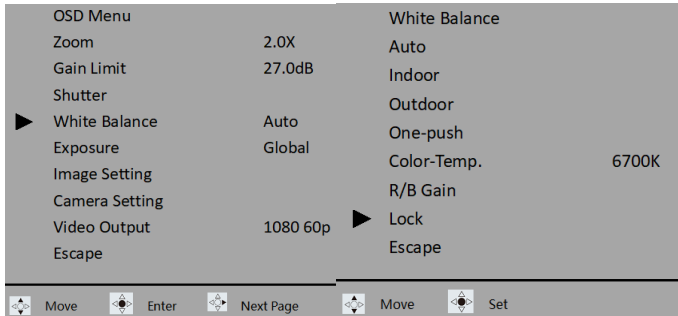 OSD Menu
Zoom 2.0X
Gain Limit 27.0dB
Shutter
White Balance Auto
Exposure Global
Image Setting
Camera Setting
Video Output 1080 60p
Escape
Move Enter Next Page
White Balance
Auto
Indoor
Outdoor
One-push
Color-Temp. 6700K
R/B Gain
Lock
Escape
Move Set